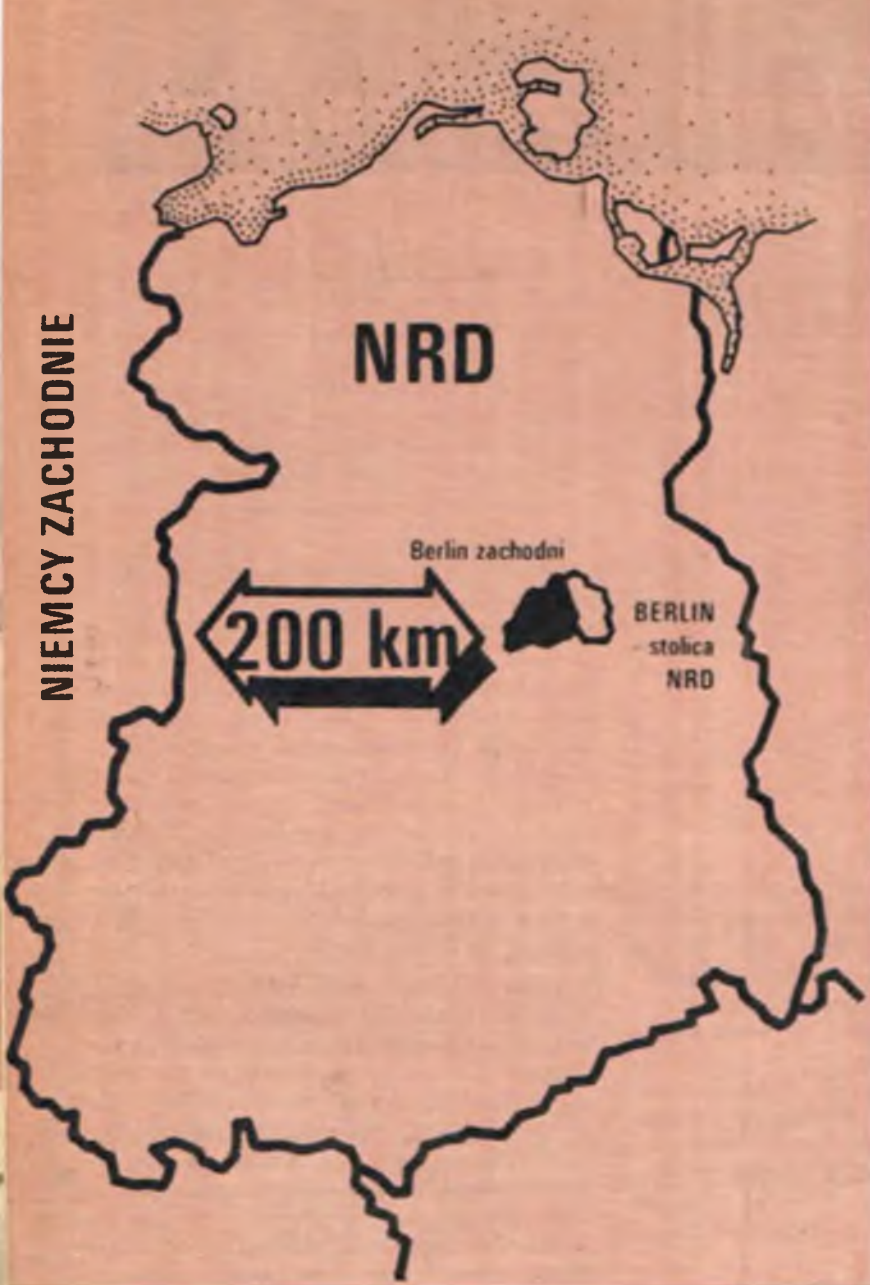 NIEMCY ZACHODNIE
NRD
Berlin zachodni
200 km
BERLIN
- stolica
NRD